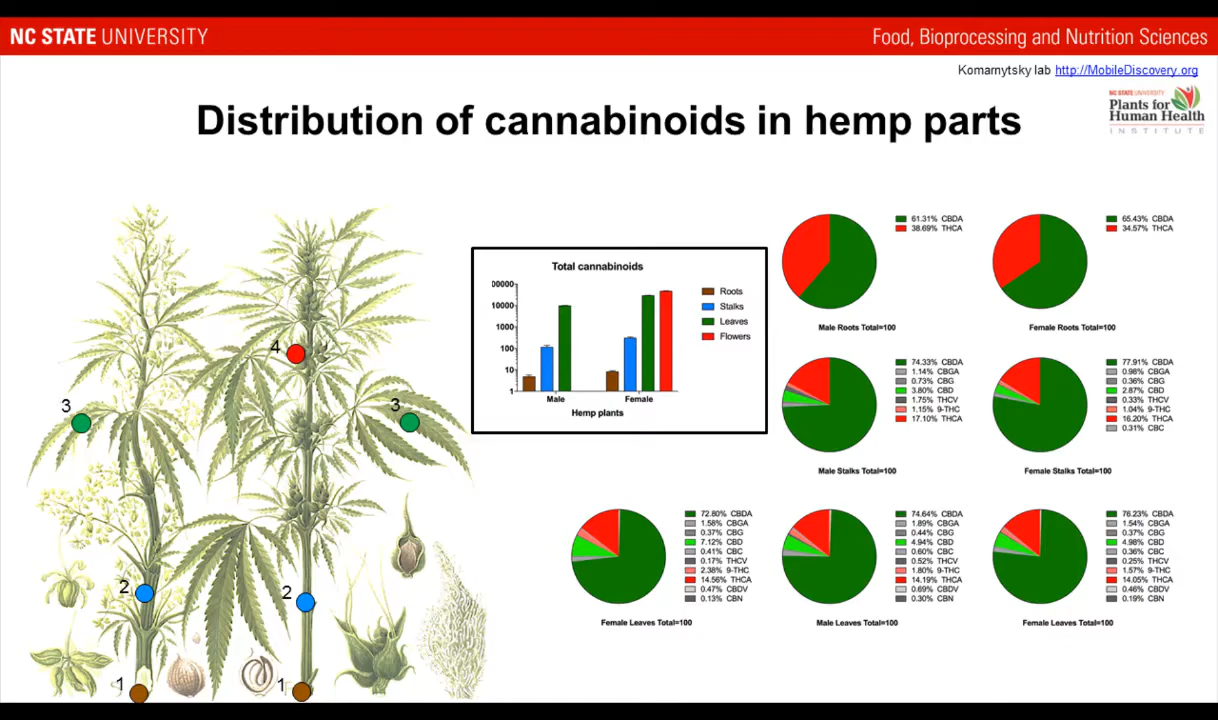 NC STATE UNIVERSITY
Food, Bioprocessing and Nutrition Sciences
Komarnytsky lab http://MobileDiscovery.org
NC STATE UNIVERSITY
Plants for
Human Health
INSTITUTE
Distribution of cannabinoids in hemp parts
4
3
3
2
2
1
1
Total cannabinoids
00000
10000
1000
100
10
1
Male
Female
Hemp plants
Roots
Stalks
Leaves
Flowers
61.31% CBDA
38.69% THCA
Male Roots Total=100
65.43% CBDA
34.57% THCA
Female Roots Total=100
74.33% CBDA
1.14% CBGA
0.73% CBG
3.80% CBD
1.75% THCV
1.15% 9-THC
17.10% THCA
Male Stalks Total=100
77.91% CBDA
0.98% CBGA
0.36% CBG
2.87% CBD
0.33% THCV
1.04% 9-THC
16.20% THCA
0.31% CBC
Female Stalks Total=100
72.80% CBDA
1.58% CBGA
0.37% CBG
7.12% CBD
0.41% CBC
0.17% THCV
2.38% 9-THC
14.56% THCA
0.47% CBDV
0.13% CBN
Female Leaves Total=100
74.64% CBDA
1.89% CBGA
0.44% CBG
4.94% CBD
0.60% CBC
0.52% THCV
1.80% 9-THC
14.19% THCA
0.69% CBDV
0.30% CBN
Male Leaves Total=100
76.23% CBDA
1.54% CBGA
0.37% CBG
4.98% CBD
0.36% CBC
0.25% THCV
1.57% 9-THC
14.05% THCA
0.46% CBDV
0.19% CBN
Female Leaves Total=100